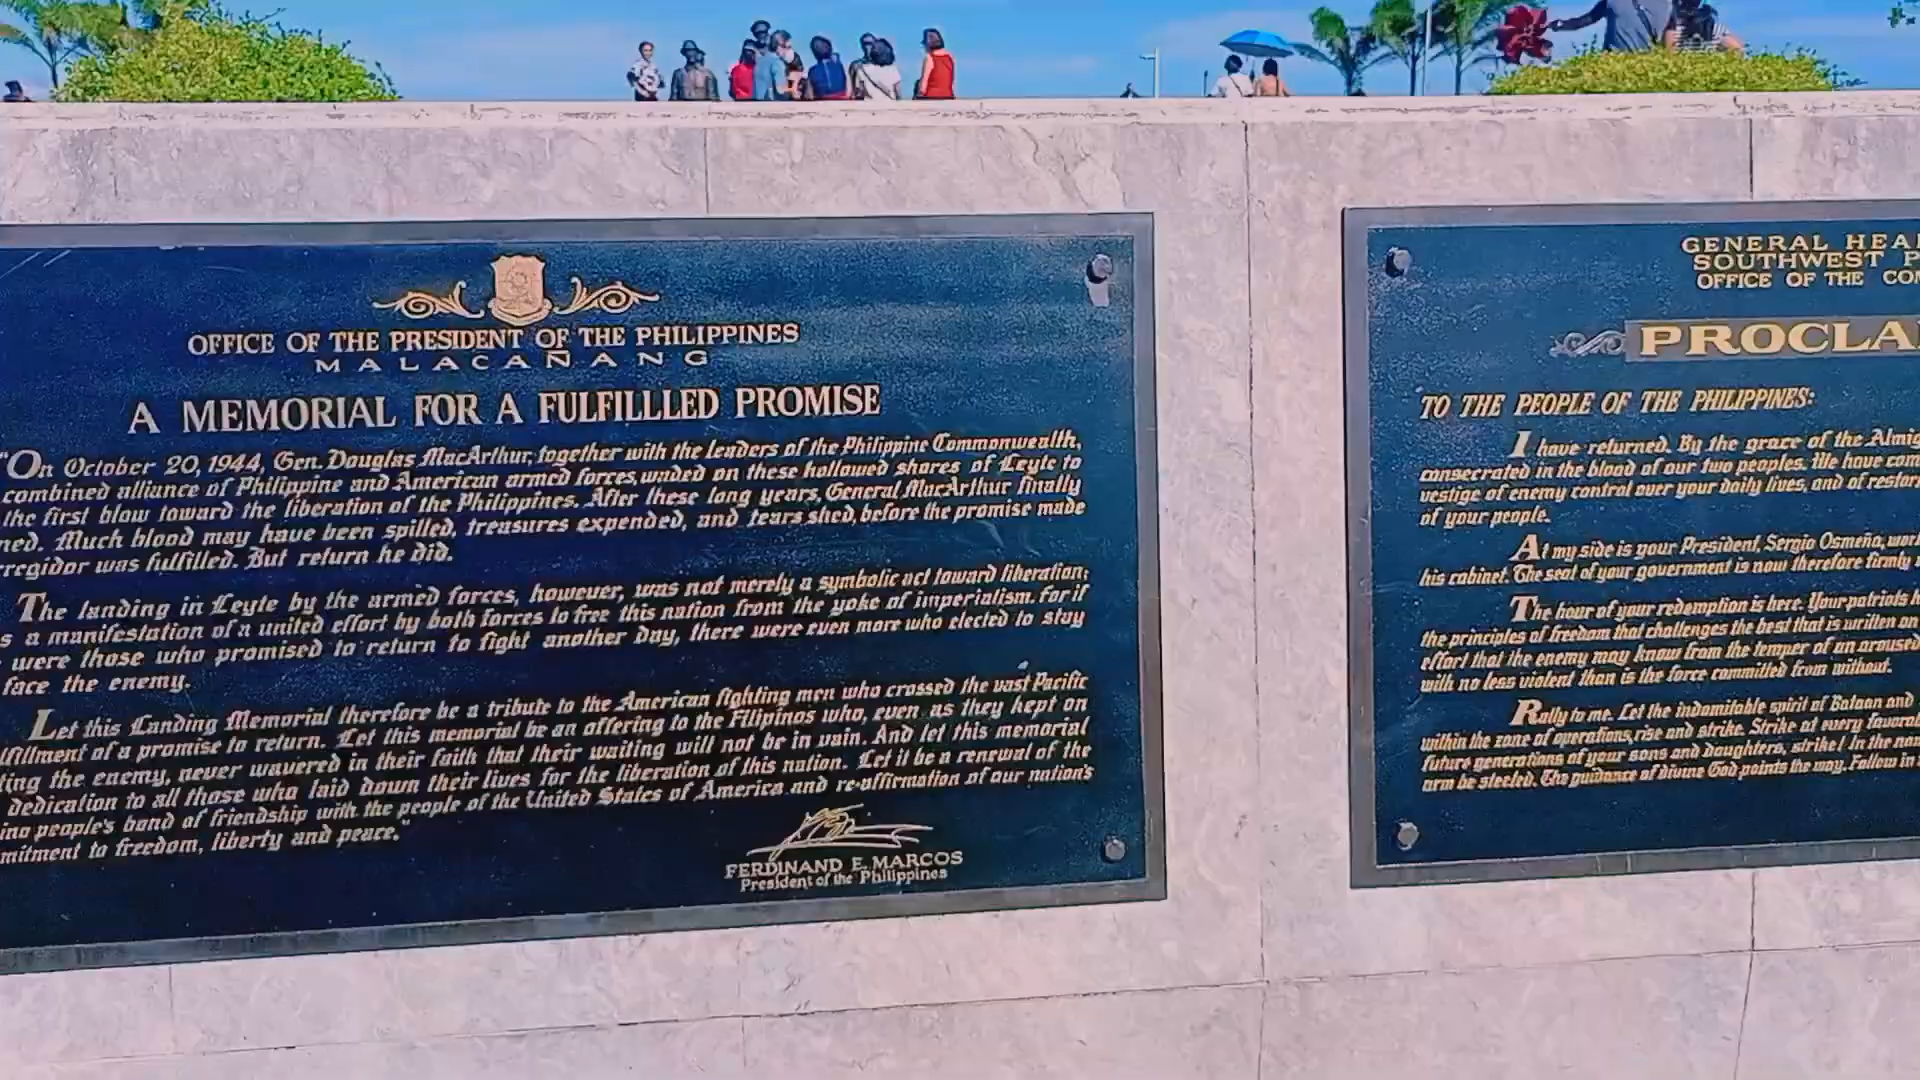 OFFICE OF THE PRESIDENT OF THE PHILIPPINES
MALACAÑANG
A MEMORIAL FOR A FULFILLLED PROMISE
"On October 20, 1944, Gen. Douglas MacArthur, together with the leaders of the Philippine Commonwealth,
combined alliance of Philippine and American armed forces, waded on these hallowed shores of Leyte to
the first blow toward the liberation of the Philippines. After these long years, General MacArthur finally
ned. Much blood may have been spilled, treasures expended, and tears shed, before the promise made
rregidor was fulfilled. But return he did.
The landing in Leyte by the armed forces, however, was not merely a symbolic act toward liberation;
s a manifestation of a united effort by both forces to free this nation from the yoke of imperialism. For if
were those who promised to return to fight another day, there were even more who elected to stay
face the enemy.
Let this Landing Memorial therefore be a tribute to the American fighting men who crossed the vast Pacific
lfillment of a promise to return. Let this memorial be an offering to the Filipinos who, even as they kept on
ting the enemy, never wavered in their faith that their waiting will not be in vain. And let this memorial
dedication to all those who laid down their lives for the liberation of this nation. Let it be a renewal of the
ino people's bond of friendship with the people of the United States of America and re-affirmation of our nation's
mitment to freedom, liberty and peace."
FERDINAND E. MARCOS
President of the Philippines
GENERAL HEA
SOUTHWEST P
OFFICE OF THE CO
PROCLA
TO THE PEOPLE OF THE PHILIPPINES:
I have returned. By the grace of the Almig
consecrated in the blood of our two peoples. We have com
vestige of enemy control over your daily lives, and of restor
of your people.
At my side is your President, Sergio Osmeña, wort
his cabinet. The seat of your government is now therefore firmly
The hour of your redemption is here. Your patriots h
the principles of freedom that challenges the best that is written on
effort that the enemy may know from the temper of an aroused
with no less violent than is the force committed from without.
Rally to me. Let the indomitable spirit of Bataan and
within the zone of operations, rise and strike. Strike at every favorab
future generations of your sons and daughters, strike! In the na
arm be steeled. The guidance of divine God points the way. Follow in